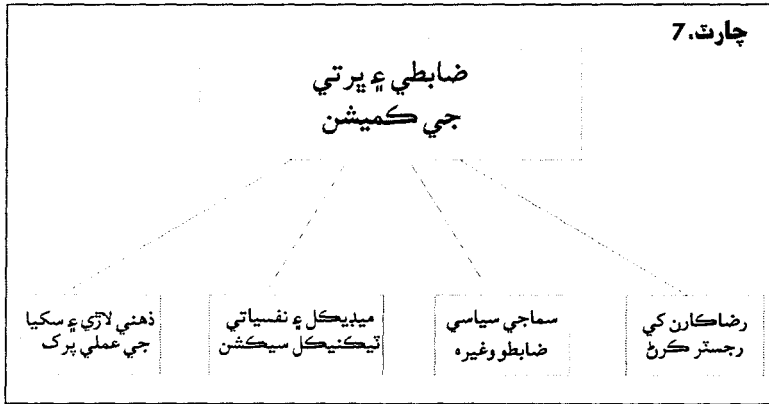 چارٽ.7
ضابطي ۽ ڀرتي
جي ڪميشن
رضاڪارن کي
رجسٽر ڪرڻ
سماجي سياسي
ضابطو وغيره
ميڊيڪل ۽ نفسياتي
ٽيڪنيڪل سيڪشن
ذهني لاڙي ۽ سکيا
جي عملي پرک